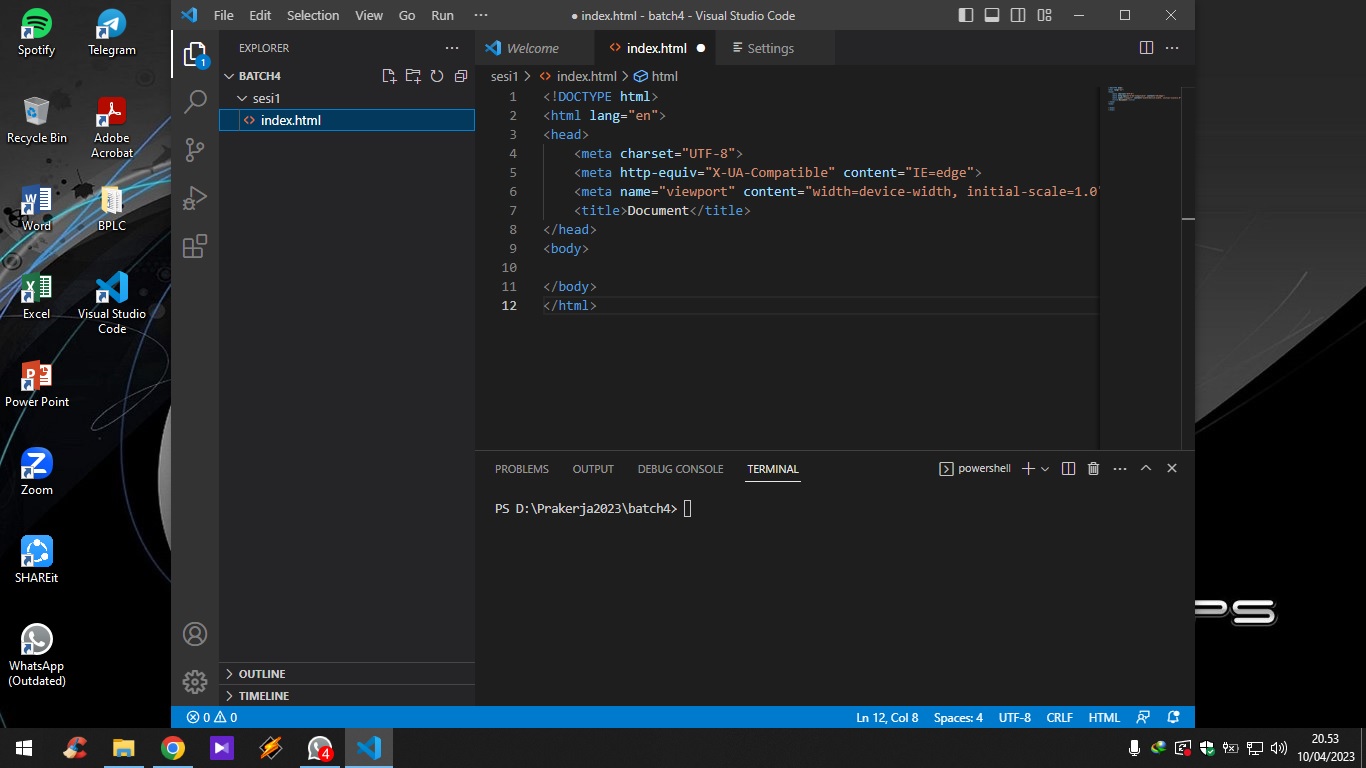 Spotify
Telegram
Recycle Bin
Adobe
Acrobat
Word
BPLC
Excel
Visual Studio
Code
Power Point
Zoom
SHAREit
WhatsApp
(Outdated)
File Edit Selection View Go Run ··· ● index.html - batch4 - Visual Studio Code
EXPLORER ···
BATCH4
sesi1
<> index.html
OUTLINE
TIMELINE
Welcome <> index.html ● Settings ···
sesi1 > <> index.html > html
1 <!DOCTYPE html>
2 <html lang="en">
3 <head>
4 <meta charset="UTF-8">
5 <meta http-equiv="X-UA-Compatible" content="IE=edge">
6 <meta name="viewport" content="width=device-width, initial-scale=1.0"
7 <title>Document</title>
8 </head>
9 <body>
10
11 </body>
12 </html>
PROBLEMS OUTPUT DEBUG CONSOLE TERMINAL powershell ···
PS D:\Prakerja2023\batch4>
0 0 Ln 12, Col 8 Spaces: 4 UTF-8 CRLF HTML
PS
4
1
20.53
10/04/2023